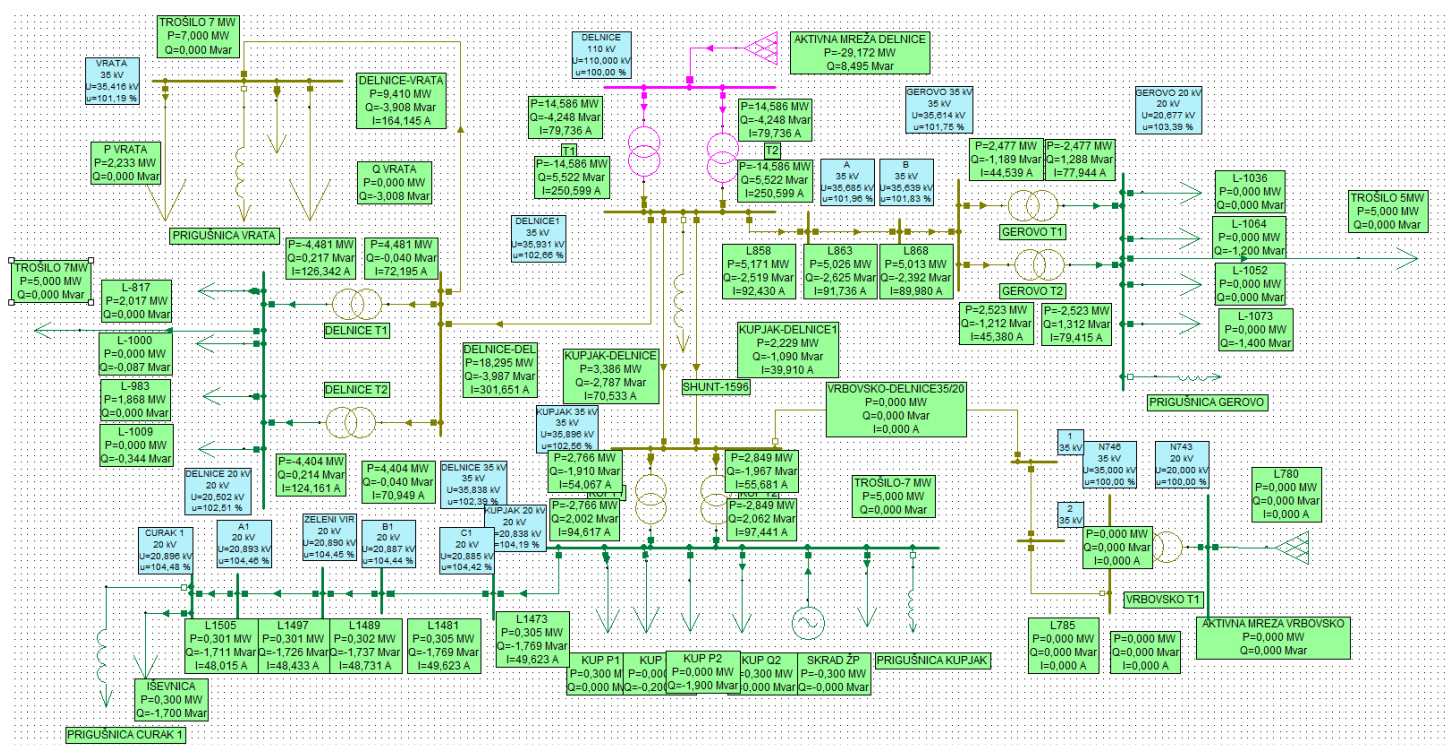 TROŠILO 7 MW
P=7,000 MW
Q=0,000 Mvar
VRATA
35 kV
U=35,416 kV
u=101,19 %
DELNICE-VRATA
P=9,410 MW
Q=-3,908 Mvar
I=164,145 A
P VRATA
P=2,233 MW
Q=0,000 Mvar
Q VRATA
P=0,000 MW
Q=-3,008 Mvar
PRIGUŠNICA VRATA
DELNICE
110 kV
U=110,000 kV
u=100,00 %
AKTIVNA MREŽA DELNICE
P=-29,172 MW
Q=8,495 Mvar
P=14,586 MW
Q=-4,248 Mvar
I=79,736 A
P=14,586 MW
Q=-4,248 Mvar
I=79,736 A
T1
T2
P=-14,586 MW
Q=5,522 Mvar
I=250,599 A
P=-14,586 MW
Q=5,522 Mvar
I=250,599 A
DELNICE1
35 kV
U=35,931 kV
u=102,66 %
A
35 kV
U=35,685 kV
u=101,96 %
B
35 kV
U=35,639 kV
u=101,83 %
GEROVO 35 kV
35 kV
U=35,614 kV
u=101,75 %
GEROVO 20 kV
20 kV
U=20,677 kV
u=103,39 %
P=2,477 MW
Q=-1,189 Mvar
I=44,539 A
P=-2,477 MW
Q=1,288 Mvar
I=77,944 A
GEROVO T1
GEROVO T2
P=2,523 MW
Q=-1,212 Mvar
I=45,380 A
P=-2,523 MW
Q=1,312 Mvar
I=79,415 A
L-1036
P=0,000 MW
Q=0,000 Mvar
L-1064
P=0,000 MW
Q=-1,200 Mvar
L-1052
P=0,000 MW
Q=0,000 Mvar
L-1073
P=0,000 MW
Q=-1,400 Mvar
TROŠILO 5MW
P=5,000 MW
Q=0,000 Mvar
PRIGUŠNICA GEROVO
L858
P=5,171 MW
Q=-2,519 Mvar
I=92,430 A
L863
P=5,026 MW
Q=-2,625 Mvar
I=91,736 A
L868
P=5,013 MW
Q=-2,392 Mvar
I=89,980 A
TROŠILO 7MW
P=5,000 MW
Q=0,000 Mvar
P=-4,481 MW
Q=0,217 Mvar
I=126,342 A
P=4,481 MW
Q=-0,040 Mvar
I=72,195 A
L-817
P=2,017 MW
Q=0,000 Mvar
L-1000
P=0,000 MW
Q=-0,087 Mvar
L-983
P=1,868 MW
Q=0,000 Mvar
L-1009
P=0,000 MW
Q=-0,344 Mvar
DELNICE T1
DELNICE T2
P=-4,404 MW
Q=0,214 Mvar
I=124,161 A
P=4,404 MW
Q=-0,040 Mvar
I=70,949 A
DELNICE 20 kV
20 kV
U=20,502 kV
u=102,51 %
DELNICE 35 kV
35 kV
U=35,838 kV
u=102,39 %
DELNICE-DEL
P=18,295 MW
Q=-3,987 Mvar
I=301,651 A
KUPJAK-DELNICE
P=3,386 MW
Q=-2,787 Mvar
I=70,533 A
KUPJAK-DELNICE1
P=2,229 MW
Q=-1,090 Mvar
I=39,910 A
SHUNT-1596
VRBOVSKO-DELNICE35/20
P=0,000 MW
Q=0,000 Mvar
I=0,000 A
KUPJAK 35 kV
35 kV
U=35,896 kV
u=102,56 %
P=2,766 MW
Q=-1,910 Mvar
I=54,067 A
P=2,849 MW
Q=-1,967 Mvar
I=55,681 A
P=-2,766 MW
Q=2,002 Mvar
I=94,617 A
P=-2,849 MW
Q=2,062 Mvar
I=97,441 A
KUPJAK 20 kV
20 kV
U=20,838 kV
u=104,19 %
TROŠILO-7 MW
P=5,000 MW
Q=0,000 Mvar
1
35 kV
N746
35 kV
U=35,000 kV
u=100,00 %
N743
20 kV
U=20,000 kV
u=100,00 %
2
35 kV
L780
P=0,000 MW
Q=0,000 Mvar
I=0,000 A
P=0,000 MW
Q=0,000 Mvar
I=0,000 A
VRBOVSKO T1
L785
P=0,000 MW
Q=0,000 Mvar
I=0,000 A
P=0,000 MW
Q=0,000 Mvar
I=0,000 A
AKTIVNA MREZA VRBOVSKO
P=0,000 MW
Q=0,000 Mvar
CURAK 1
20 kV
U=20,896 kV
u=104,48 %
A1
20 kV
U=20,893 kV
u=104,46 %
ZELENI VIR
20 kV
U=20,890 kV
u=104,45 %
B1
20 kV
U=20,887 kV
u=104,44 %
C1
20 kV
U=20,885 kV
u=104,42 %
L1505
P=0,301 MW
Q=-1,711 Mvar
I=48,015 A
L1497
P=0,301 MW
Q=-1,726 Mvar
I=48,433 A
L1489
P=0,302 MW
Q=-1,737 Mvar
I=48,731 A
L1481
P=0,305 MW
Q=-1,769 Mvar
I=49,623 A
L1473
P=0,305 MW
Q=-1,769 Mvar
I=49,623 A
KUP P1
P=0,300 M
Q=0,000 Mv
KUP
P=0,00
Q=-0,20
KUP P2
P=0,000 MW
Q=-1,900 Mvar
KUP Q2
=0,300 MW
=0,000 Mvar
SKRAD ŽP
P=-0,300 MW
Q=-0,000 Mvar
PRIGUŠNICA KUPJAK
IŠEVNICA
P=0,300 MW
Q=-1,700 Mvar
PRIGUŠNICA CURAK 1